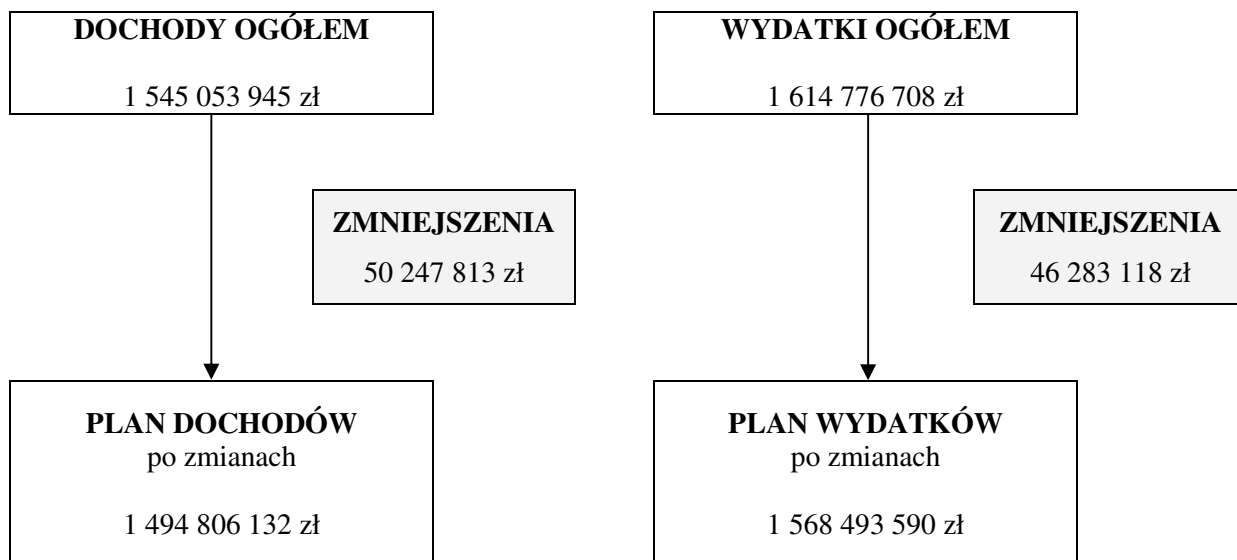 DOCHODY OGÓŁEM
1 545 053 945 zł
WYDATKI OGÓŁEM
1 614 776 708 zł
ZMNIEJSZENIA
50 247 813 zł
ZMNIEJSZENIA
46 283 118 zł
PLAN DOCHODÓW
po zmianach
1 494 806 132 zł
PLAN WYDATKÓW
po zmianach
1 568 493 590 zł